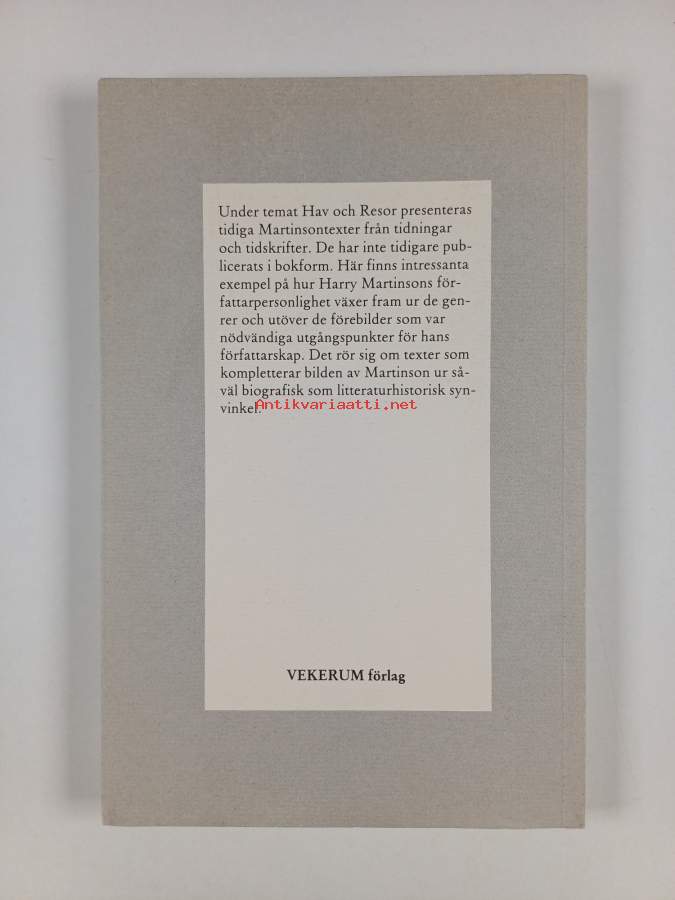 Under temat Hav och Resor presenteras
tidiga Martinsontexter från tidningar
och tidskrifter. De har inte tidigare pub-
licerats i bokform. Här finns intressanta
exempel på hur Harry Martinsons för-
fattarpersonlighet växer fram ur de gen-
rer och utöver de förebilder som var
nödvändiga utgångspunkter för hans
författarskap. Det rör sig om texter som
kompletterar bilden av Martinson ur så-
väl biografisk som litteraturhistorisk syn-
vinkel.
Antikvariaatti.net
VEKERUM förlag